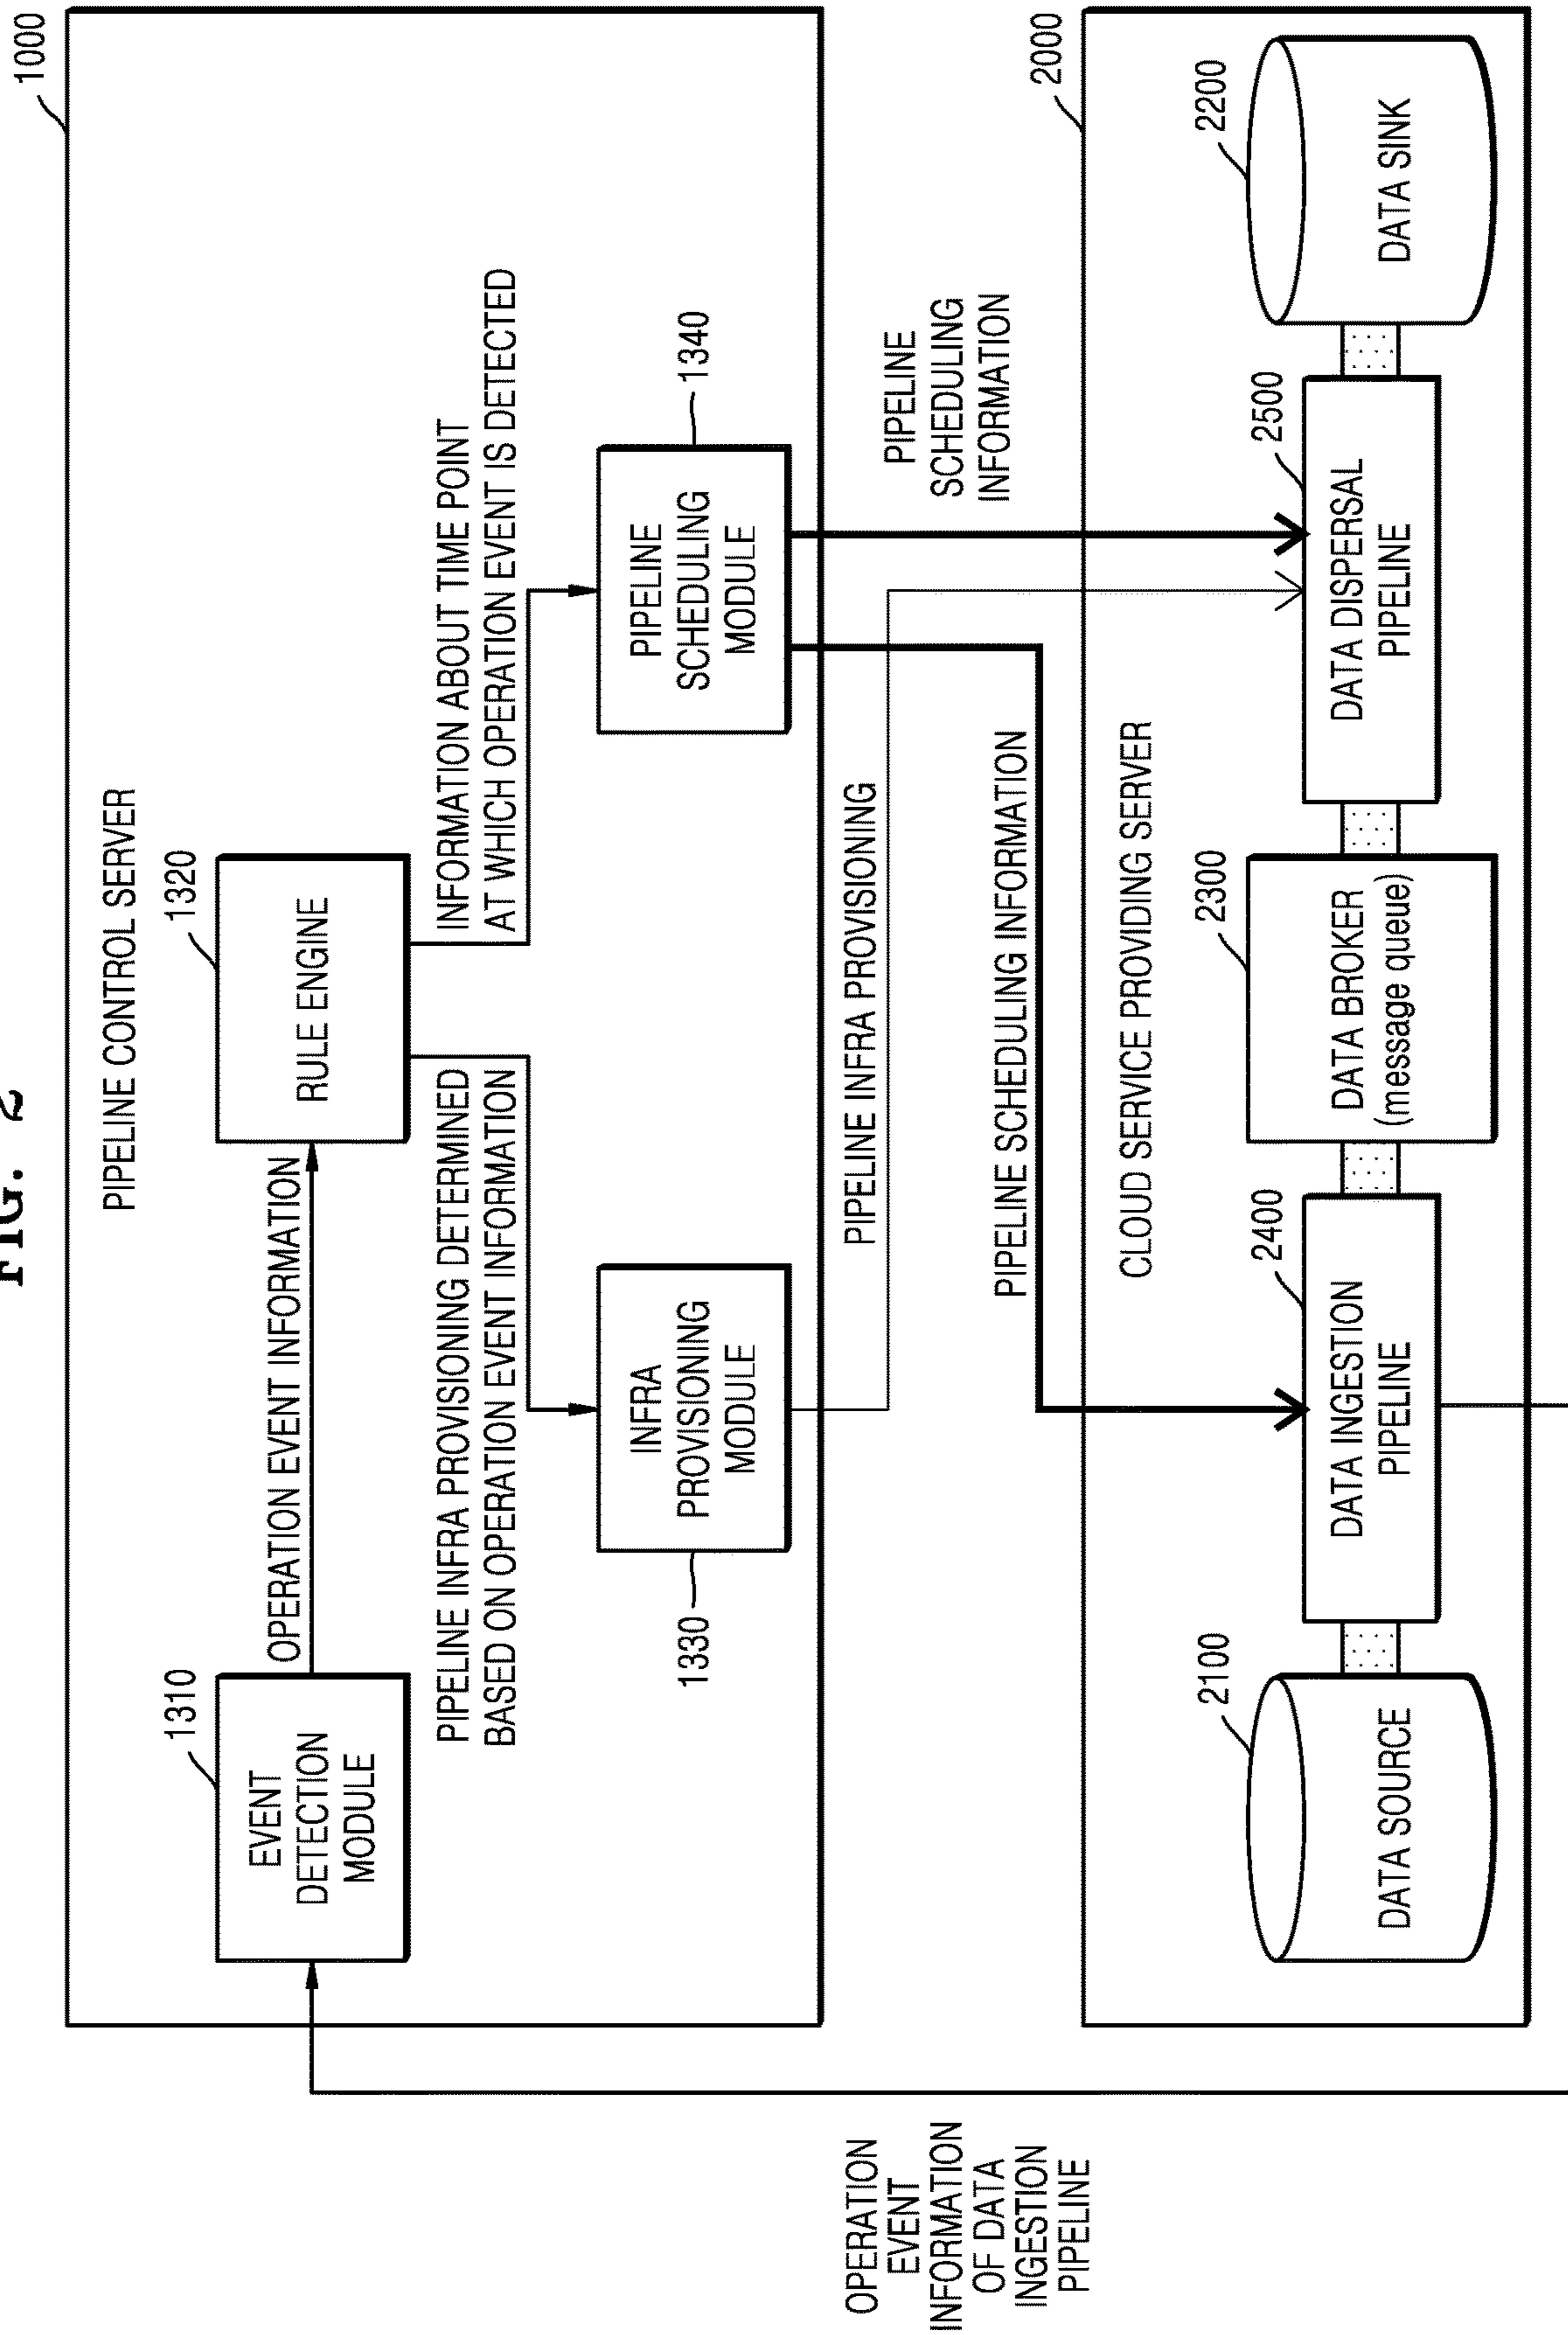 FIG. 2
1000
PIPELINE CONTROL SERVER
1310
EVENT
DETECTION
MODULE
OPERATION EVENT INFORMATION
1320
RULE ENGINE
PIPELINE INFRA PROVISIONING DETERMINED
BASED ON OPERATION EVENT INFORMATION
INFORMATION ABOUT TIME POINT
AT WHICH OPERATION EVENT IS DETECTED
1330
INFRA
PROVISIONING
MODULE
1340
PIPELINE
SCHEDULING
MODULE
OPERATION
EVENT
INFORMATION
OF DATA
INGESTION
PIPELINE
PIPELINE INFRA PROVISIONING
PIPELINE
SCHEDULING
INFORMATION
PIPELINE SCHEDULING INFORMATION
2000
CLOUD SERVICE PROVIDING SERVER
2100
DATA SOURCE
2400
DATA INGESTION
PIPELINE
2300
DATA BROKER
(message queue)
2500
DATA DISPERSAL
PIPELINE
2200
DATA SINK